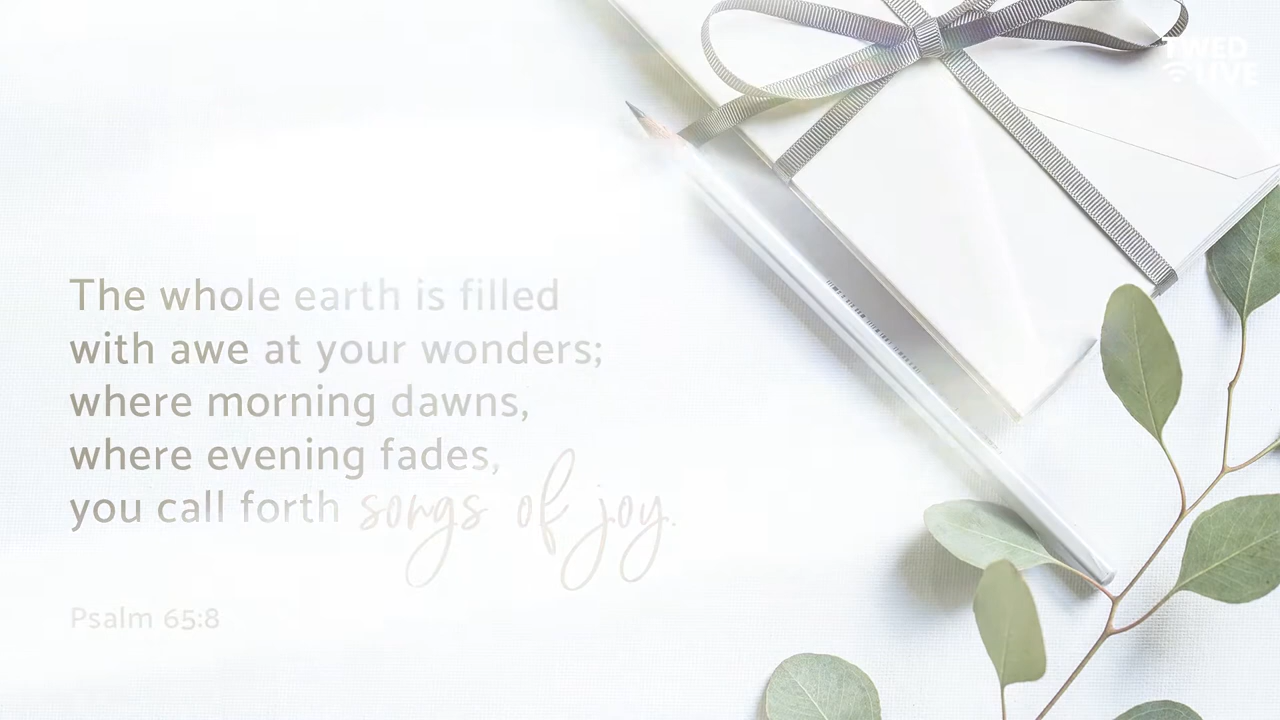 TWED
LIVE
The whole earth is filled
with awe at your wonders;
where morning dawns,
where evening fades,
you call forth songs of joy.
Psalm 65:8